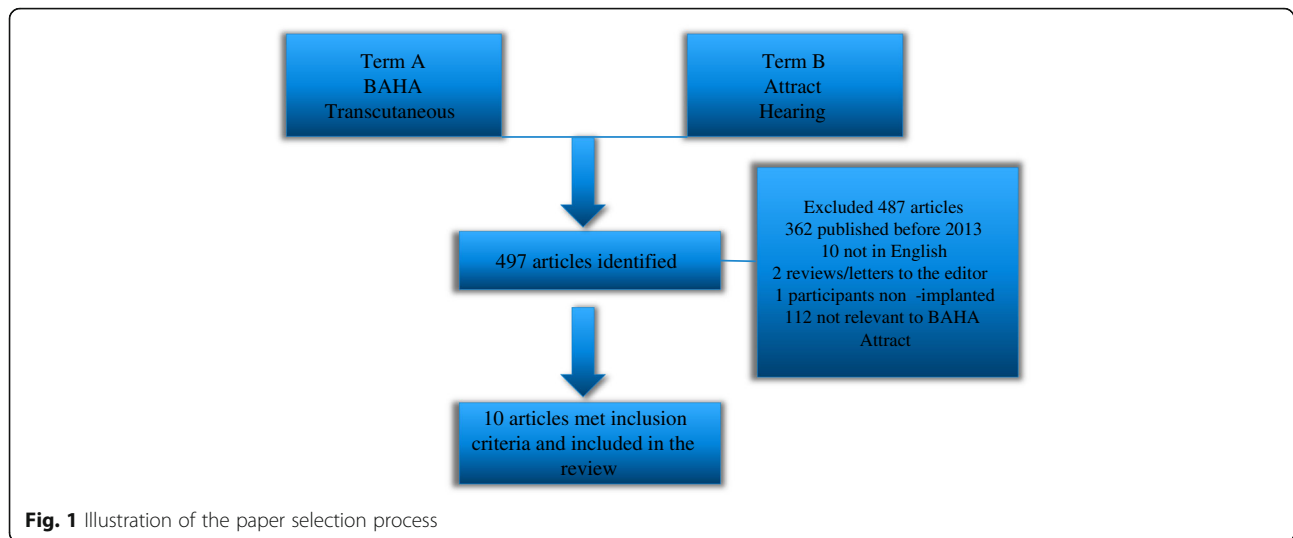 Term A
BAHA
Transcutaneous
Term B
Attract
Hearing
497 articles identified
Excluded 487 articles
362 published before 2013
10 not in English
2 reviews/letters to the editor
1 participants non -implanted
112 not relevant to BAHA
Attract
10 articles met inclusion
criteria and included in the
review
Fig. 1 Illustration of the paper selection process